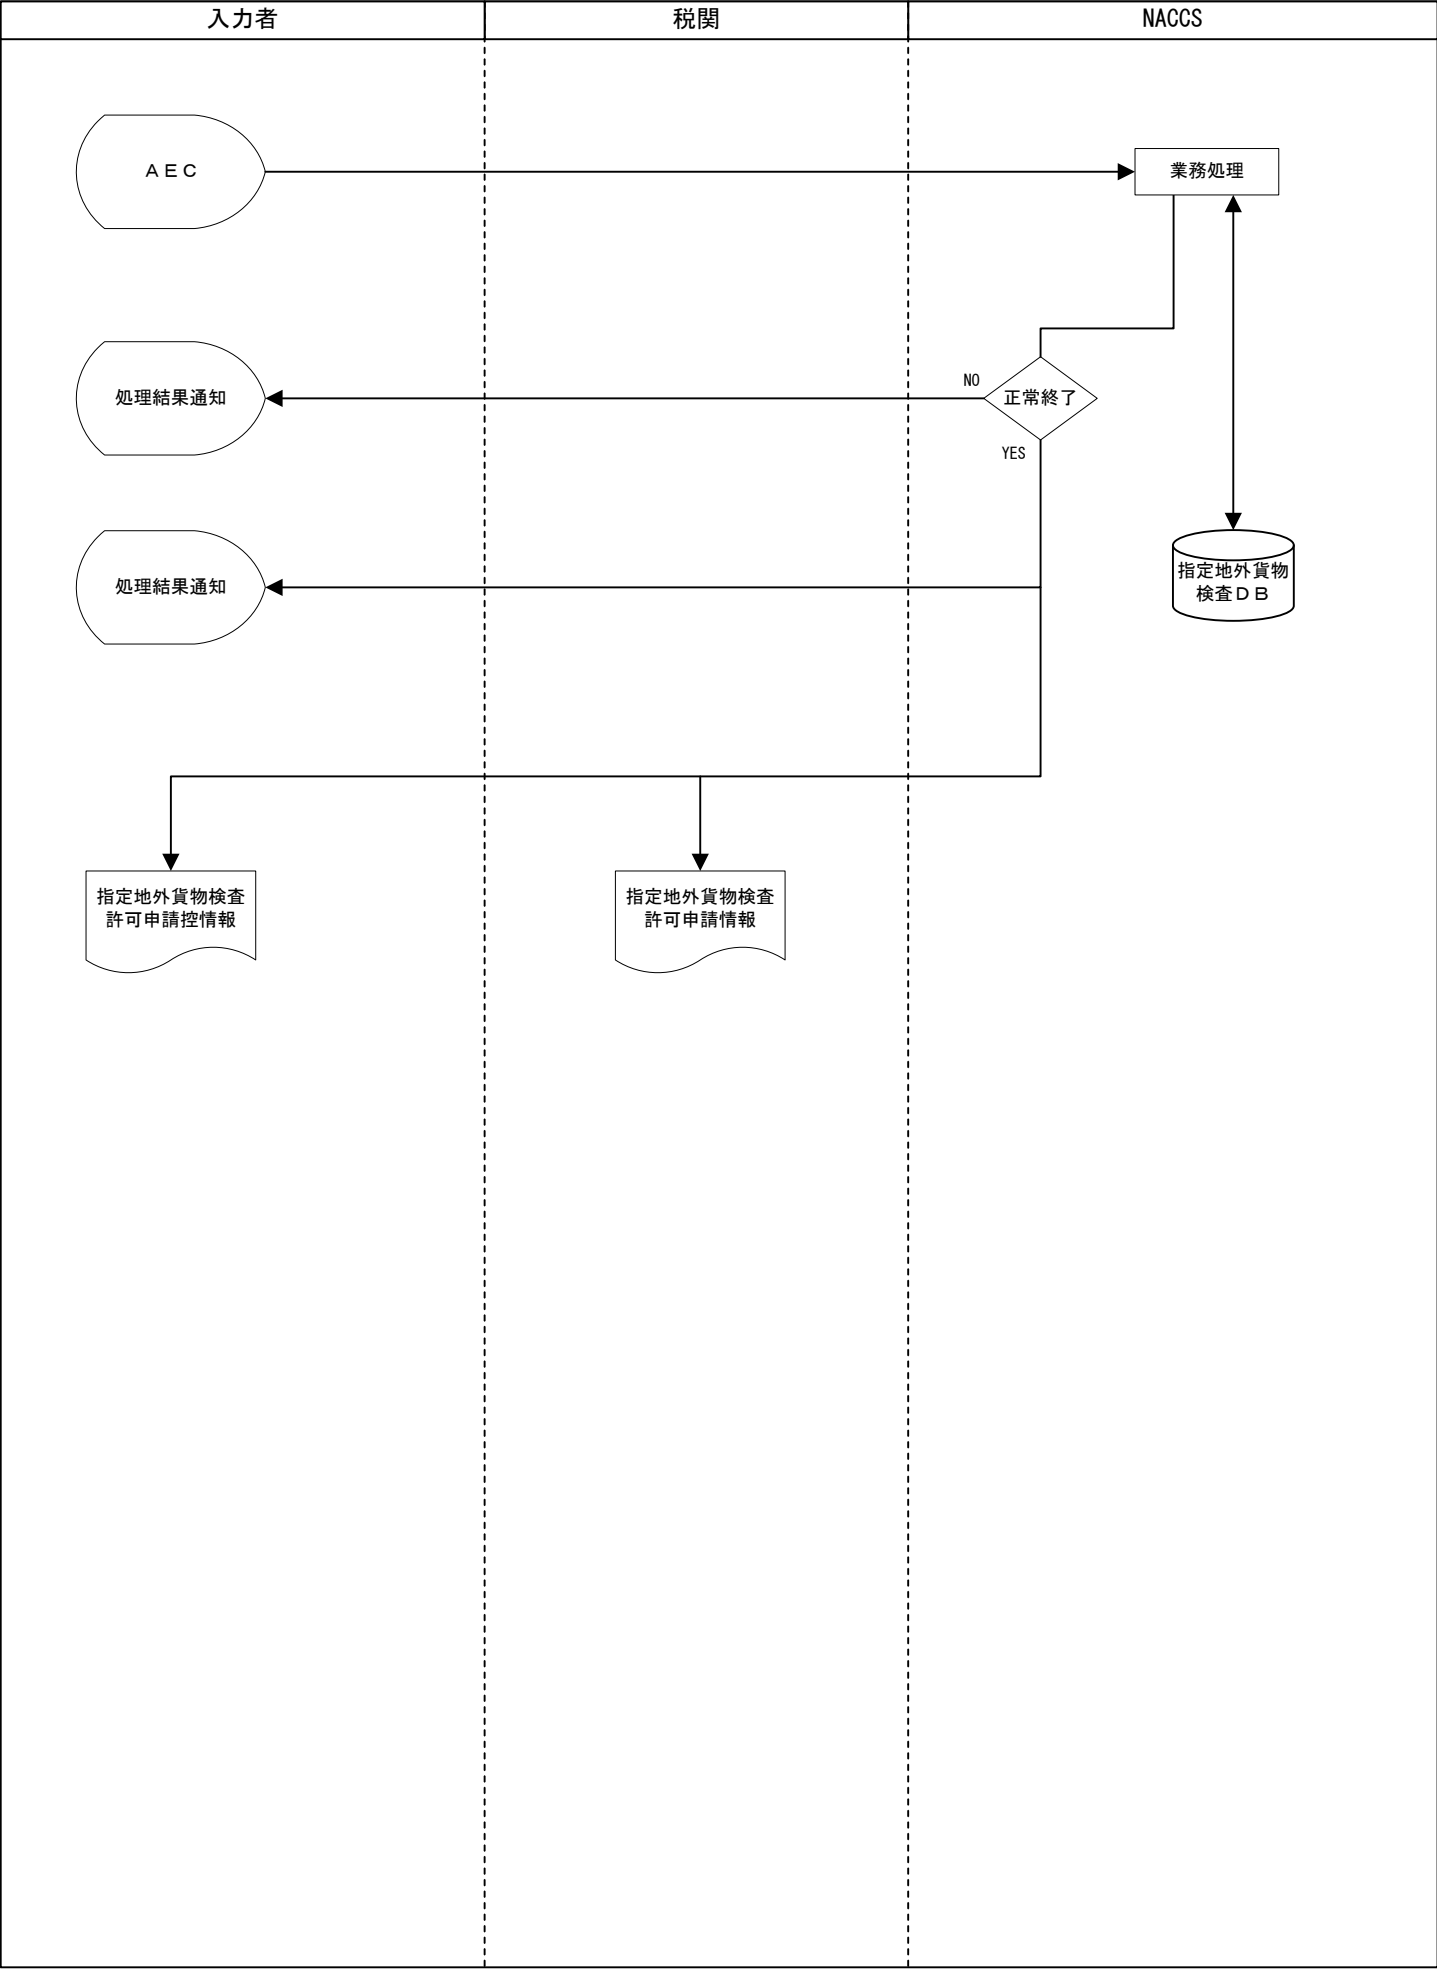 入力者
税関
NACCS
ＡＥＣ
業務処理
処理結果通知
NO
正常終了
YES
処理結果通知
指定地外貨物
検査ＤＢ
指定地外貨物検査
許可申請控情報
指定地外貨物検査
許可申請情報